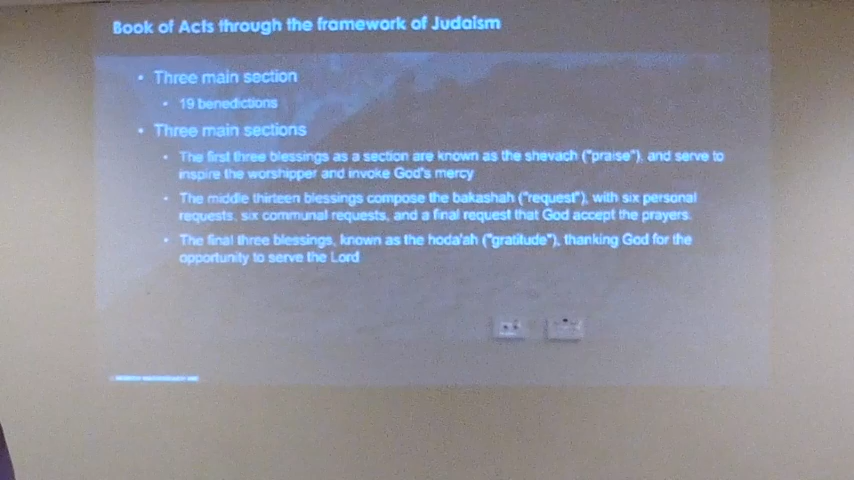 Book of Acts through the framework of Judaism
• Three main section
• 19 benedictions
• Three main sections
• The first three blessings as a section are known as the shevach ("praise"), and serve to
inspire the worshipper and invoke God's mercy
• The middle thirteen blessings compose the bakashah ("request"), with six personal
requests, six communal requests, and a final request that God accept the prayers.
• The final three blessings, known as the hoda'ah ("gratitude"), thanking God for the
opportunity to serve the Lord